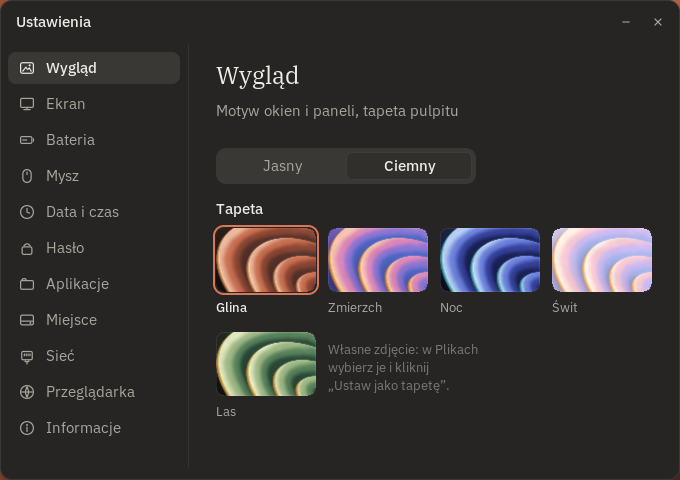 Ustawienia
Wygląd
Ekran
Bateria
Mysz
Data i czas
Hasło
Aplikacje
Miejsce
Sieć
Przeglądarka
Informacje
Wygląd
Motyw okien i paneli, tapeta pulpitu
Jasny Ciemny
Tapeta
Glina Zmierzch Noc Świt
Własne zdjęcie: w Plikach
wybierz je i kliknij
„Ustaw jako tapetę”.
Las